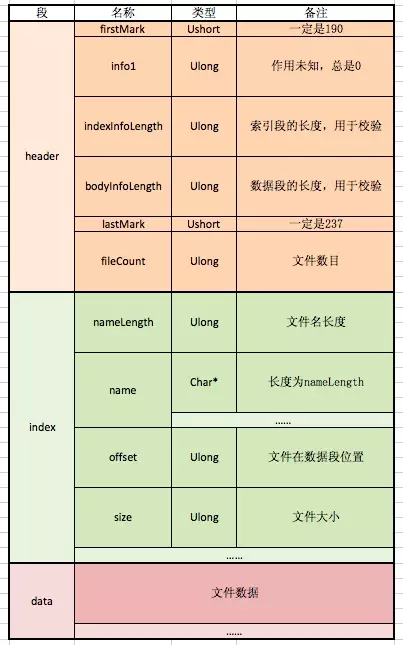 段 名称 类型 备注
header
firstMark Ushort 一定是190
info1 Ulong 作用未知，总是0
indexInfoLength Ulong 索引段的长度，用于校验
bodyInfoLength Ulong 数据段的长度，用于校验
lastMark Ushort 一定是237
fileCount Ulong 文件数目
index
nameLength Ulong 文件名长度
name Char* 长度为nameLength
……
offset Ulong 文件在数据段位置
size Ulong 文件大小
……
data
文件数据
……